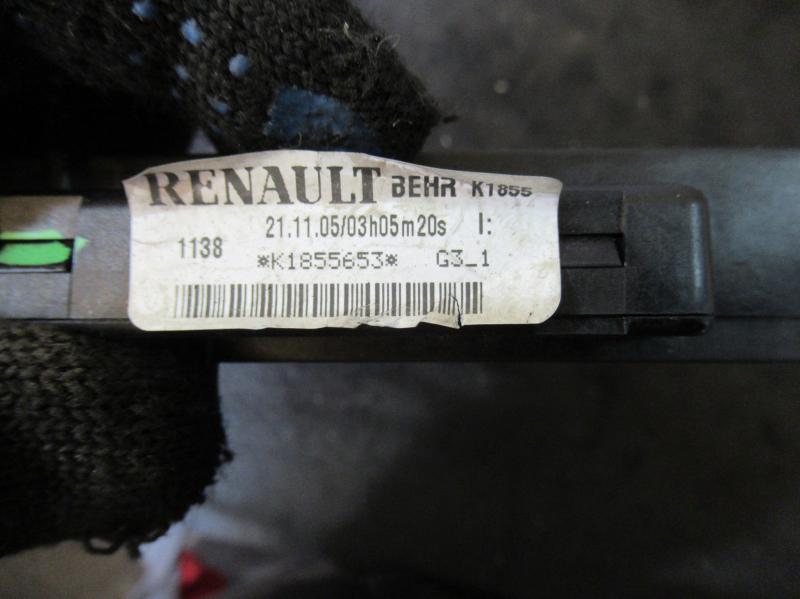 RENAULT BEHR K1855
21.11.05/03h05m20s I:
1138 *K1855653* G3_1